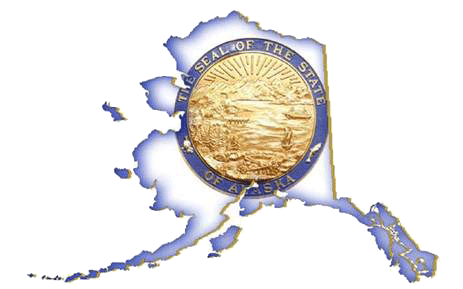 THE SEAL OF THE STATE
OF ALASKA